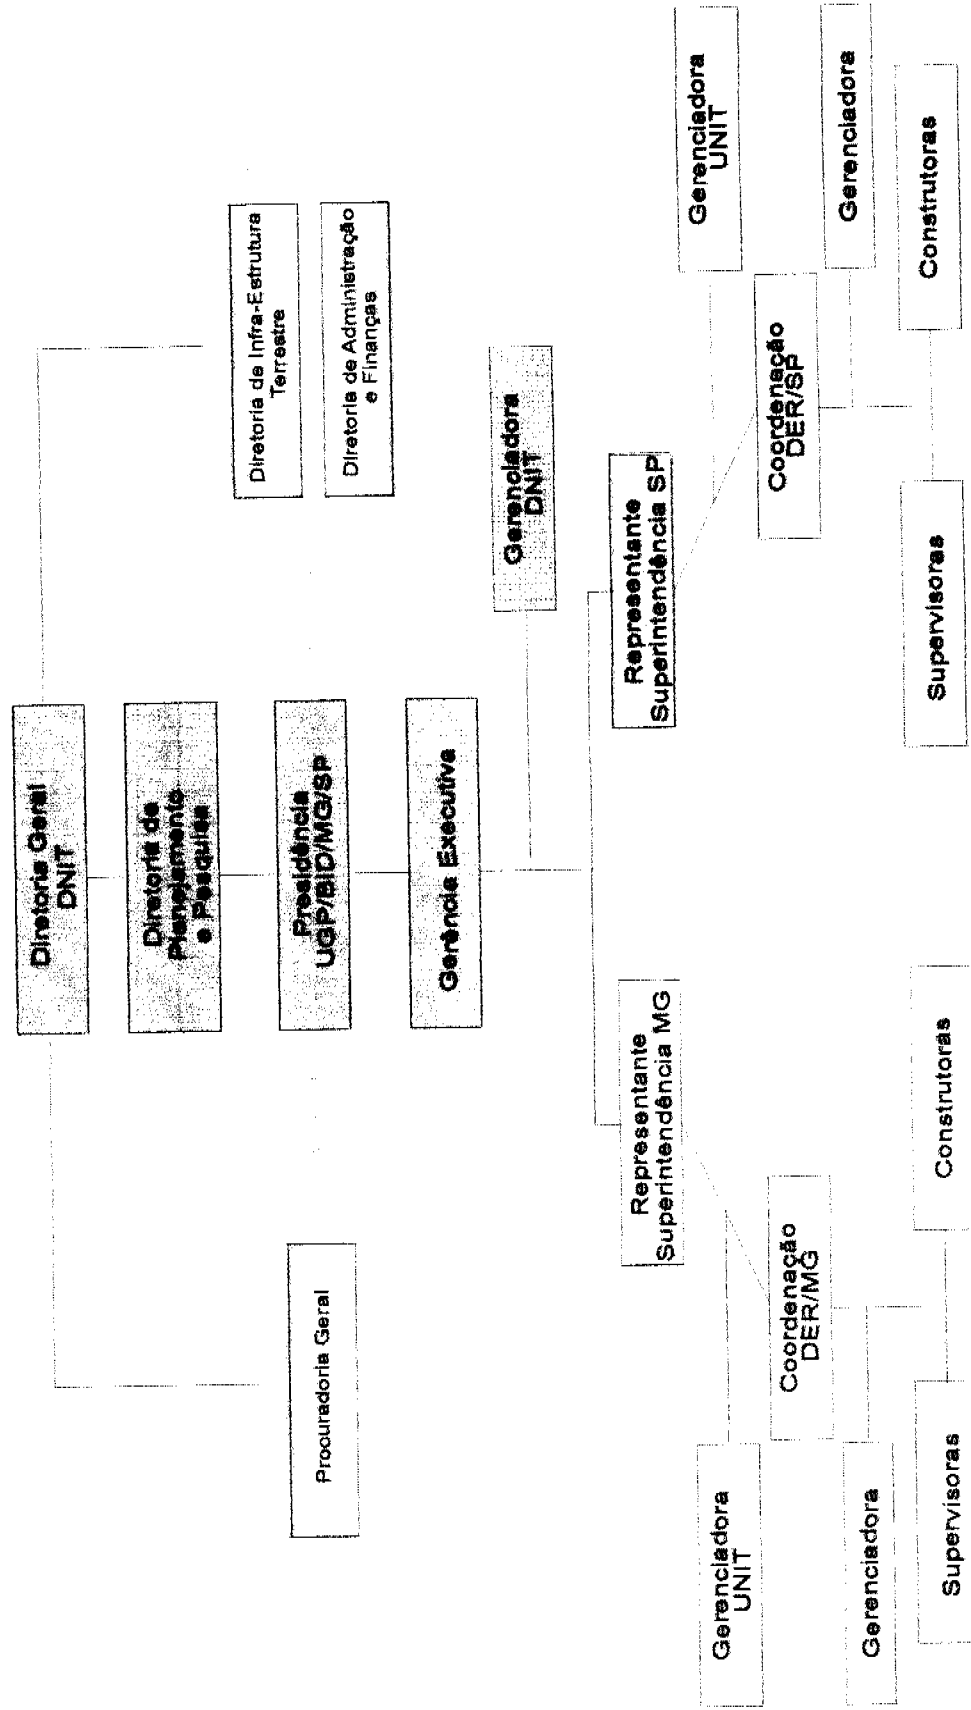 Diretoria Geral
DNIT
Diretoria de
Planejamento
e Pesquisa
Presidência
UGP/BID/MG/SP
Gerência Executiva
Procuradoria Geral
Diretoria de Infra-Estrutura
Terrestre
Diretoria de Administração
e Finanças
Gerenciadora
DNIT
Representante
Superintendência MG
Representante
Superintendência SP
Gerenciadora
UNIT
Coordenação
DER/MG
Gerenciadora
Supervisoras
Construtoras
Gerenciadora
UNIT
Coordenação
DER/SP
Gerenciadora
Supervisoras
Construtoras